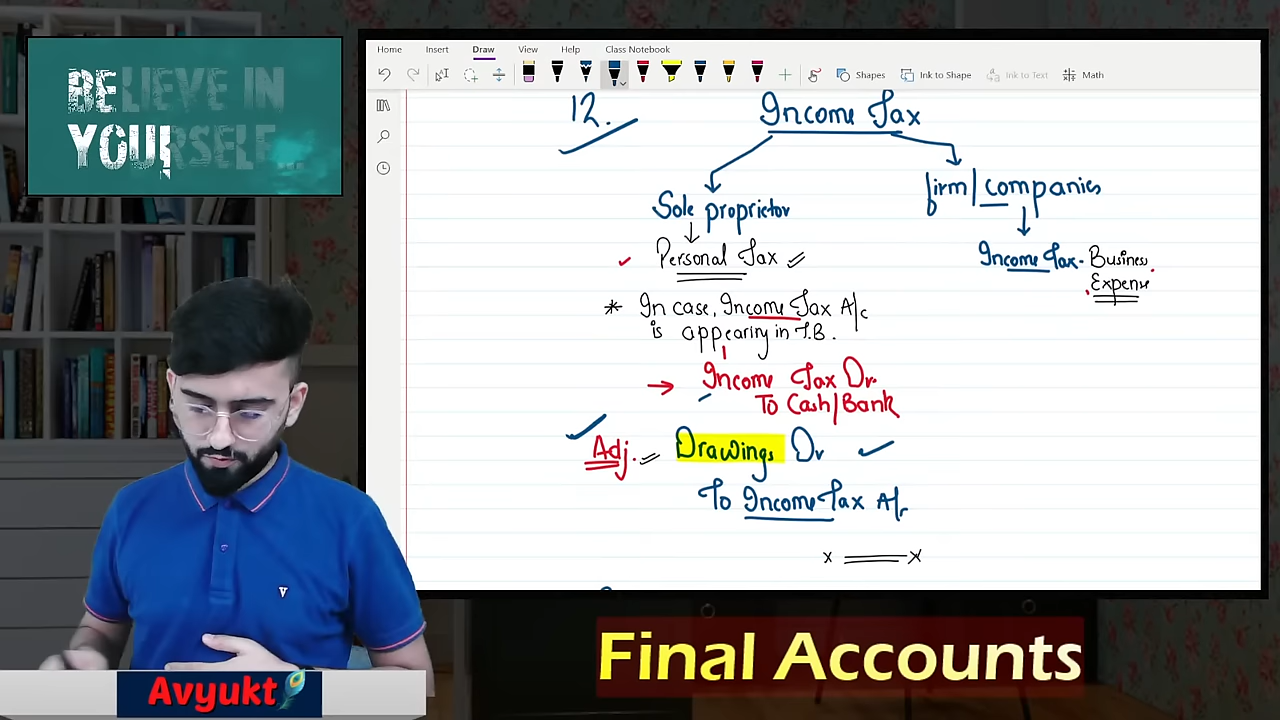 BELIEVE IN
YOURSELF...
Home Insert Draw View Help Class Notebook
Shapes Ink to Shape Ink to Text Math
12. Income Tax
Sole proprietor
firm | companies
Personal Tax
Income Tax - Business
Expense
* In case, Income Tax A/c
is appearing in T.B.
→ Income Tax Dr.
To Cash/Bank
Adj. Drawings Dr
To Income Tax A/c
x x
Final Accounts
Avyukt